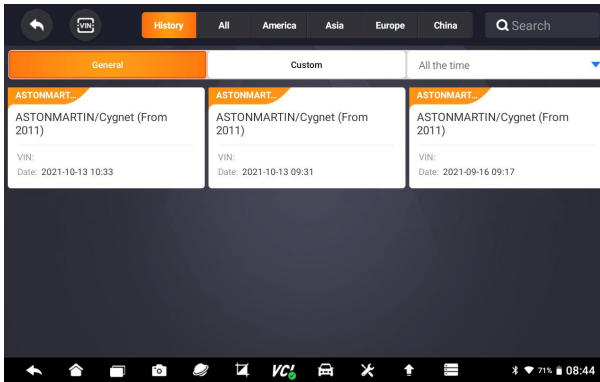 VIN
History All America Asia Europe China Search
General Custom All the time
ASTONMART... ASTONMART... ASTONMART...
ASTONMARTIN/Cygnet (From 2011)
VIN:
Date: 2021-10-13 10:33
ASTONMARTIN/Cygnet (From 2011)
VIN:
Date: 2021-10-13 09:31
ASTONMARTIN/Cygnet (From 2011)
VIN:
Date: 2021-09-16 09:17
VCI 71% 08:44